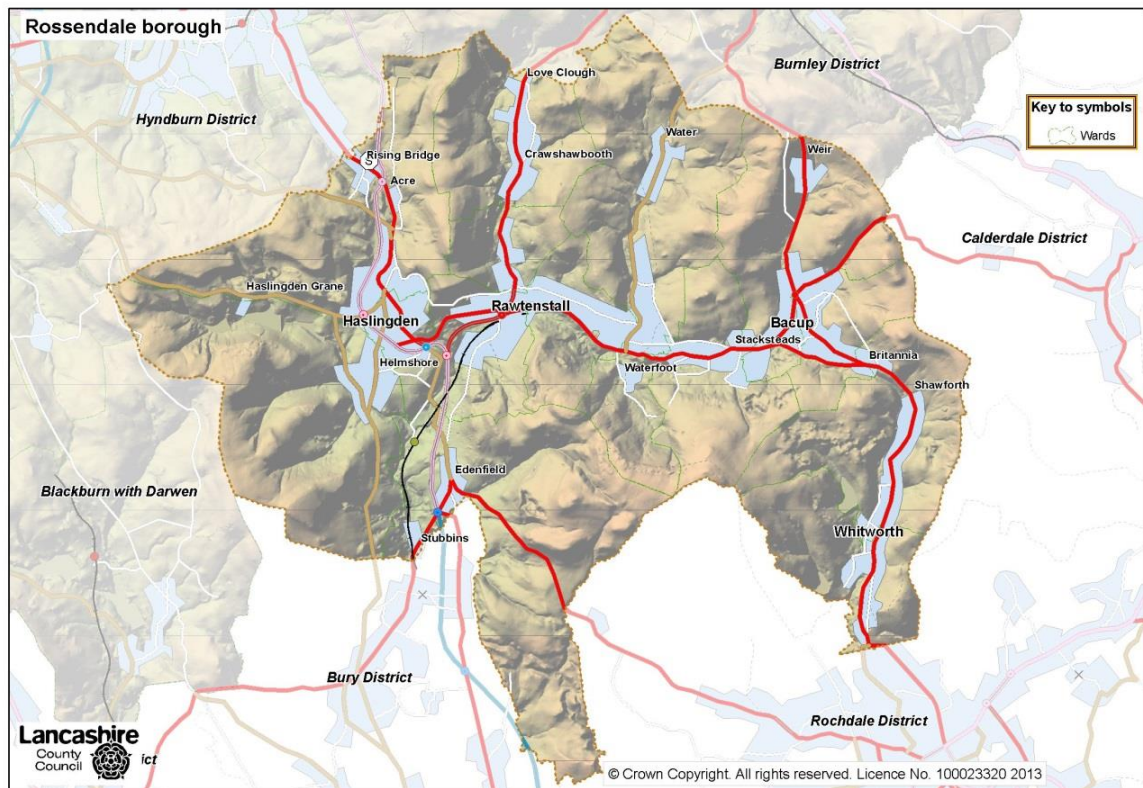 Rossendale borough
Burnley District
Love Clough
Key to symbols
Wards
Hyndburn District
Water
Rising Bridge
Crawshawbooth
Weir
Acre
Calderdale District
Haslingden Grane
Rawtenstall
Haslingden
Bacup
Stacksteads
Britannia
Helmshore
Waterfoot
Shawforth
Edenfield
Blackburn with Darwen
Whitworth
Stubbins
Bury District
Rochdale District
Lancashire
County
Council
ict
© Crown Copyright. All rights reserved. Licence No. 100023320 2013